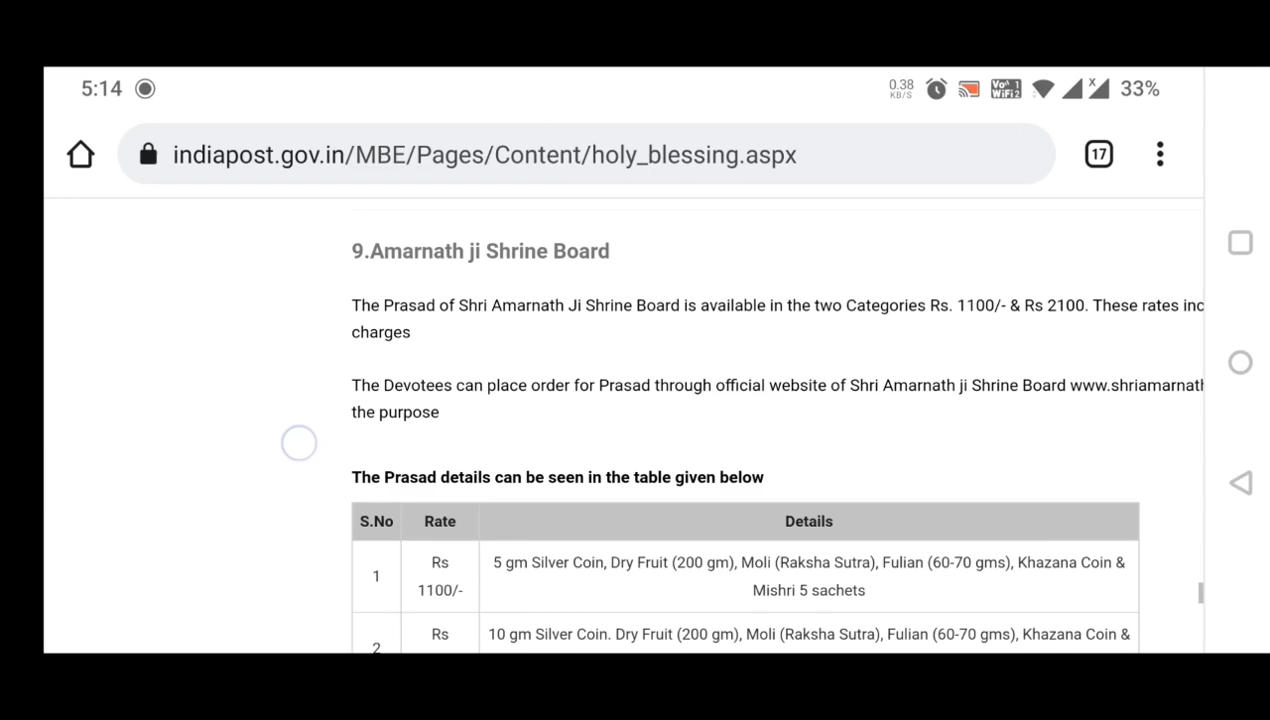 5:14 0.38 KB/S Vo 1 WiFi2 X 33%
indiapost.gov.in/MBE/Pages/Content/holy_blessing.aspx 17
9.Amarnath ji Shrine Board
The Prasad of Shri Amarnath Ji Shrine Board is available in the two Categories Rs. 1100/- & Rs 2100. These rates inc
charges
The Devotees can place order for Prasad through official website of Shri Amarnath ji Shrine Board www.shriamarnath
the purpose
The Prasad details can be seen in the table given below
S.No Rate Details
1 Rs 1100/- 5 gm Silver Coin, Dry Fruit (200 gm), Moli (Raksha Sutra), Fulian (60-70 gms), Khazana Coin &
Mishri 5 sachets
2 Rs 10 gm Silver Coin. Dry Fruit (200 gm), Moli (Raksha Sutra), Fulian (60-70 gms), Khazana Coin &